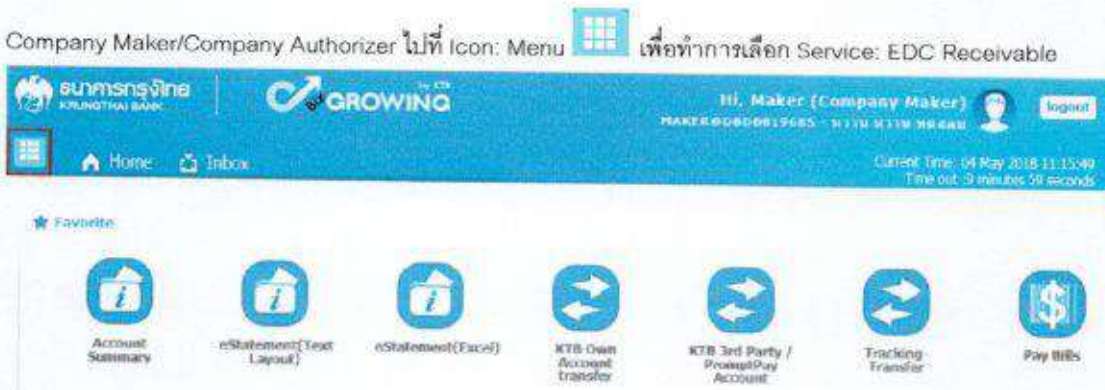 Company Maker/Company Authorizer ไปที่ Icon: Menu เพื่อทำการเลือก Service: EDC Receivable
ธนาคารกรุงไทย
KRUNGTHAI BANK
by KTB
GROWING
Hi, Maker (Company Maker)
logout
Home
Inbox
Current Time: 04 May 2018 11:15:49
Time out :9 minutes 59 seconds
Favorite
Account
Summary
eStatement(Text
Layout)
eStatement(Excel)
KTB Own
Account
transfer
KTB 3rd Party /
PromptPay
Account
Tracking
Transfer
Pay Bills